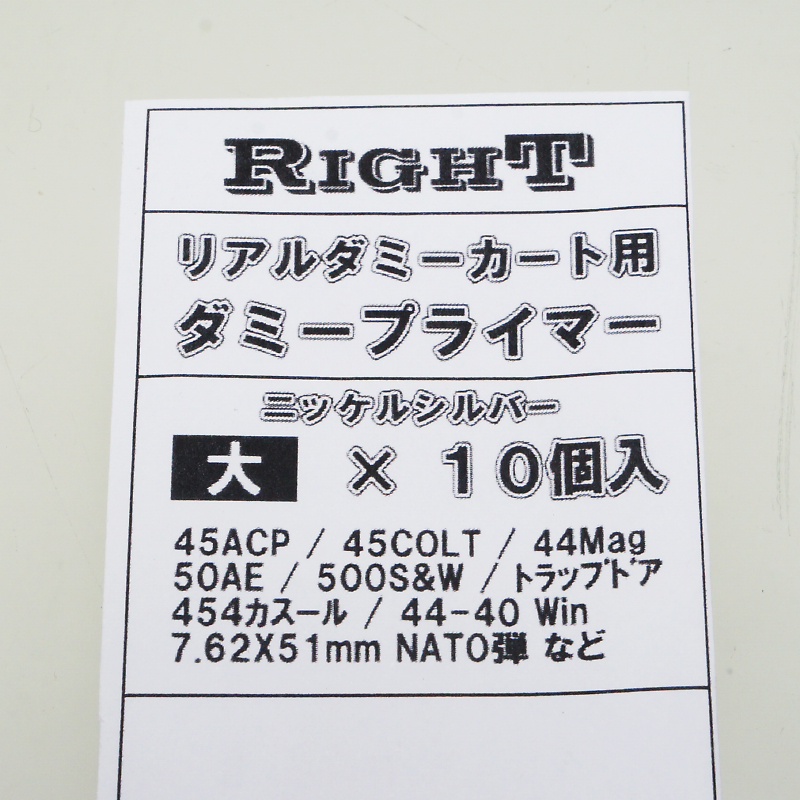 RIGHT
リアルダミーカート用
ダミープライマー
ニッケルシルバー
大 × 10個入
45ACP / 45COLT / 44Mag
50AE / 500S&W / トラップドア
454カスール / 44-40 Win
7.62X51mm NATO弾 など